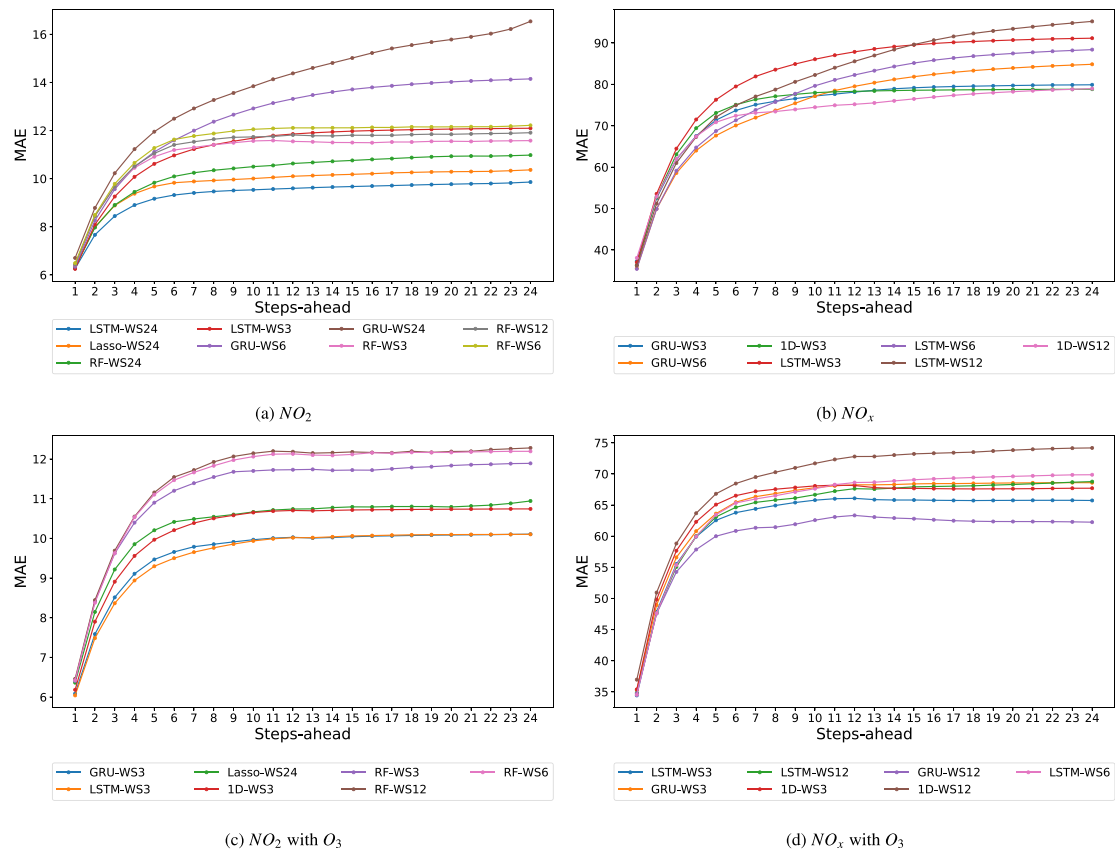 16
14
12
10
8
6
MAE
1 2 3 4 5 6 7 8 9 10 11 12 13 14 15 16 17 18 19 20 21 22 23 24
Steps-ahead
LSTM-WS24 LSTM-WS3 GRU-WS24 RF-WS12
Lasso-WS24 GRU-WS6 RF-WS3 RF-WS6
RF-WS24
(a) NO2
90
80
70
60
50
40
MAE
1 2 3 4 5 6 7 8 9 10 11 12 13 14 15 16 17 18 19 20 21 22 23 24
Steps-ahead
GRU-WS3 1D-WS3 LSTM-WS6 1D-WS12
GRU-WS6 LSTM-WS3 LSTM-WS12
(b) NOx
12
11
10
9
8
7
6
MAE
1 2 3 4 5 6 7 8 9 10 11 12 13 14 15 16 17 18 19 20 21 22 23 24
Steps-ahead
GRU-WS3 Lasso-WS24 RF-WS3 RF-WS6
LSTM-WS3 1D-WS3 RF-WS12
(c) NO2 with O3
75
70
65
60
55
50
45
40
35
MAE
1 2 3 4 5 6 7 8 9 10 11 12 13 14 15 16 17 18 19 20 21 22 23 24
Steps-ahead
LSTM-WS3 LSTM-WS12 GRU-WS12 LSTM-WS6
GRU-WS3 1D-WS3 1D-WS12
(d) NOx with O3